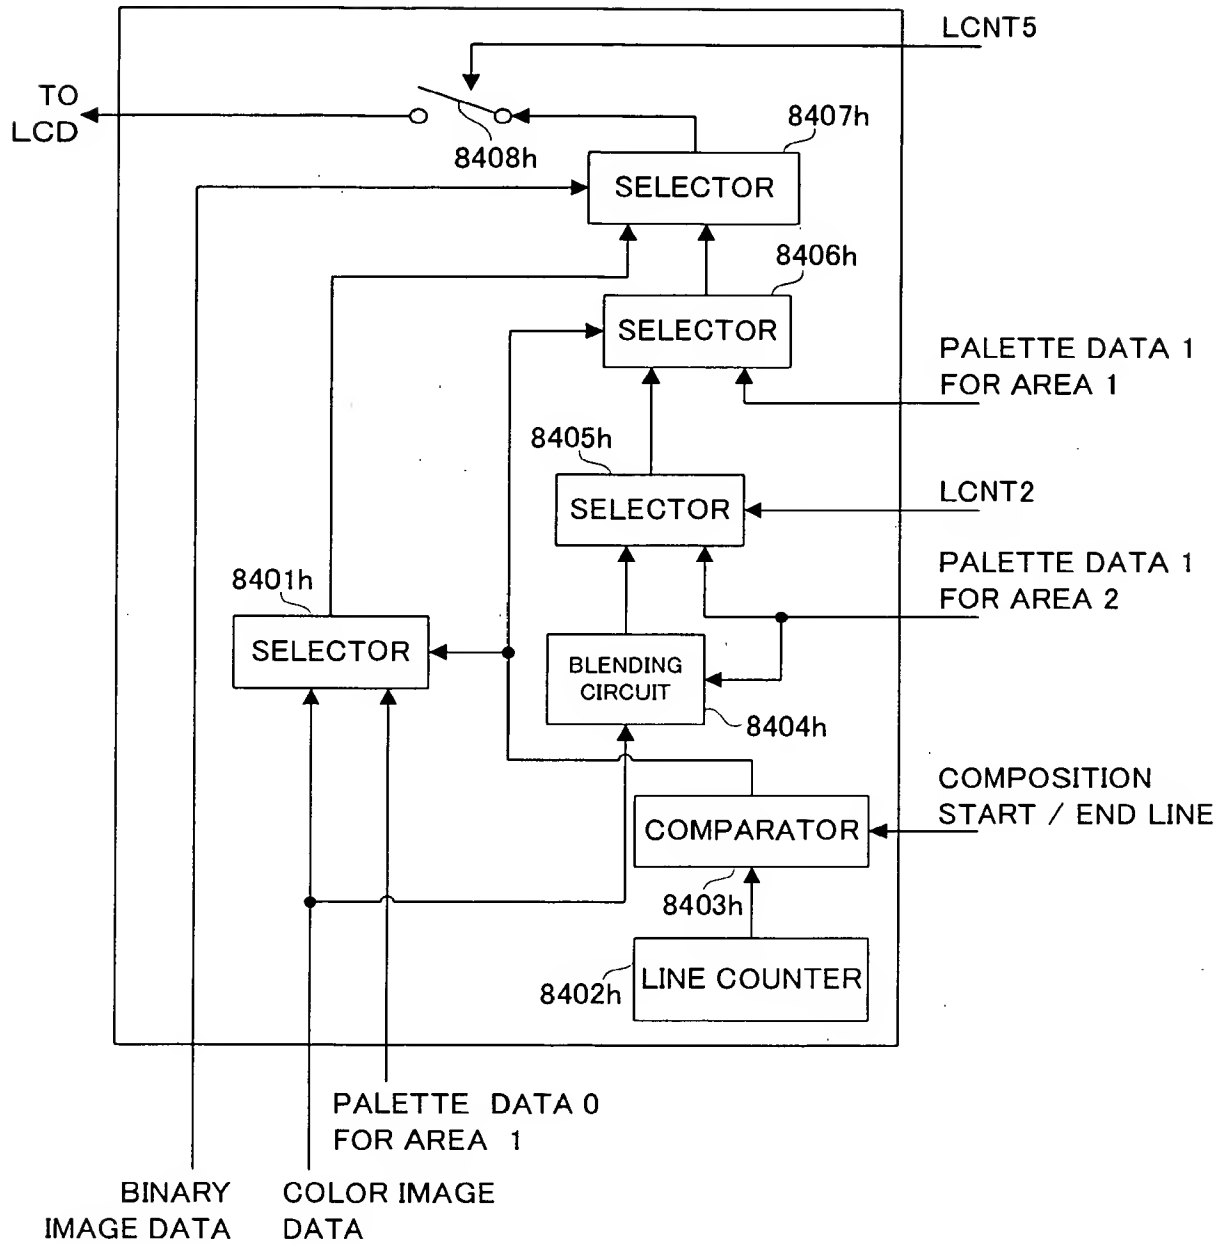 LCNT5
TO
LCD
8408h
8407h
SELECTOR
8406h
SELECTOR
PALETTE DATA 1
FOR AREA 1
8405h
SELECTOR
LCNT2
8401h
SELECTOR
PALETTE DATA 1
FOR AREA 2
BLENDING
CIRCUIT
8404h
COMPOSITION
START / END LINE
COMPARATOR
8403h
8402h
LINE COUNTER
PALETTE DATA 0
FOR AREA 1
BINARY
IMAGE DATA
COLOR IMAGE
DATA